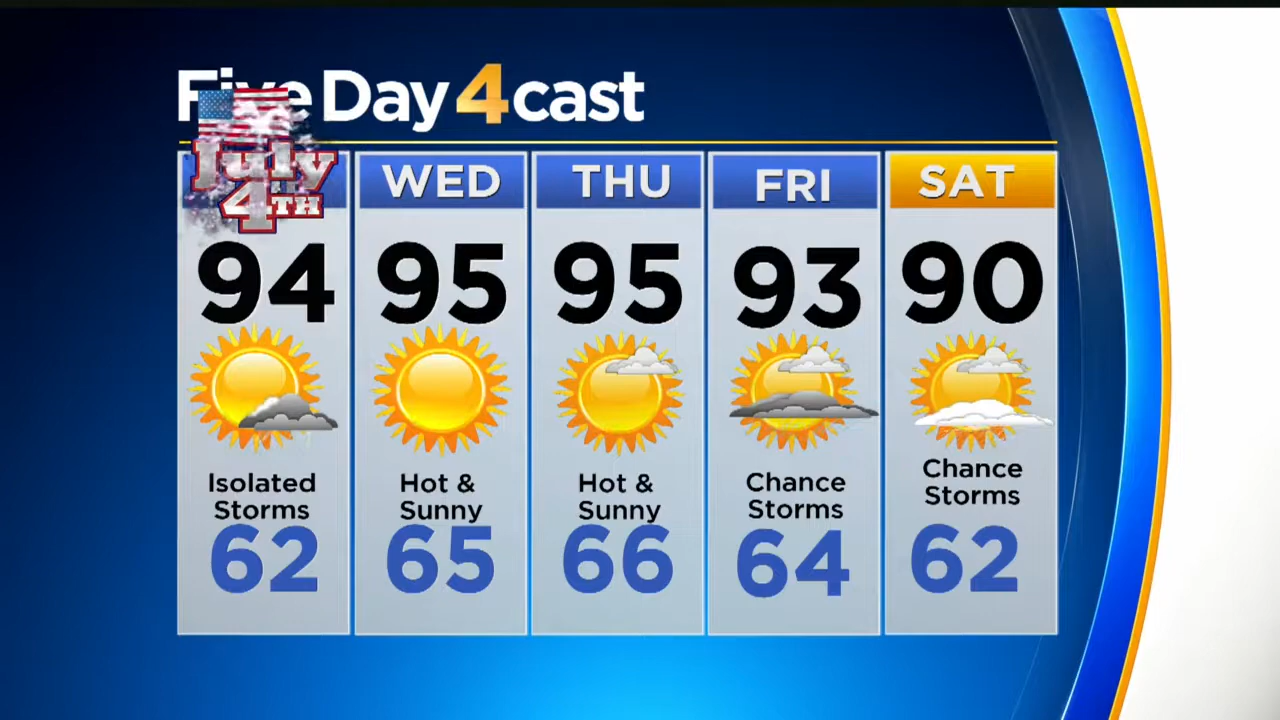 Five Day 4cast
July
4TH
WED
THU
FRI
SAT
94
95
95
93
90
Isolated
Storms
Hot &
Sunny
Hot &
Sunny
Chance
Storms
Chance
Storms
62
65
66
64
62